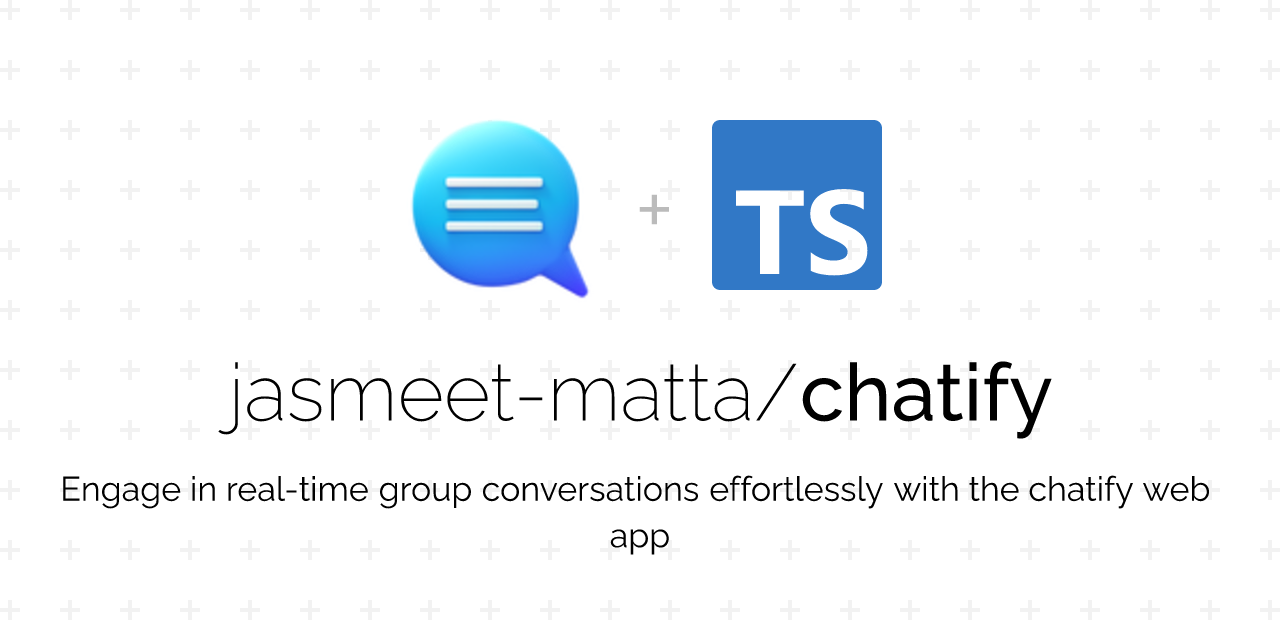 +
TS
jasmeet-matta/chatify
Engage in real-time group conversations effortlessly with the chatify web
app